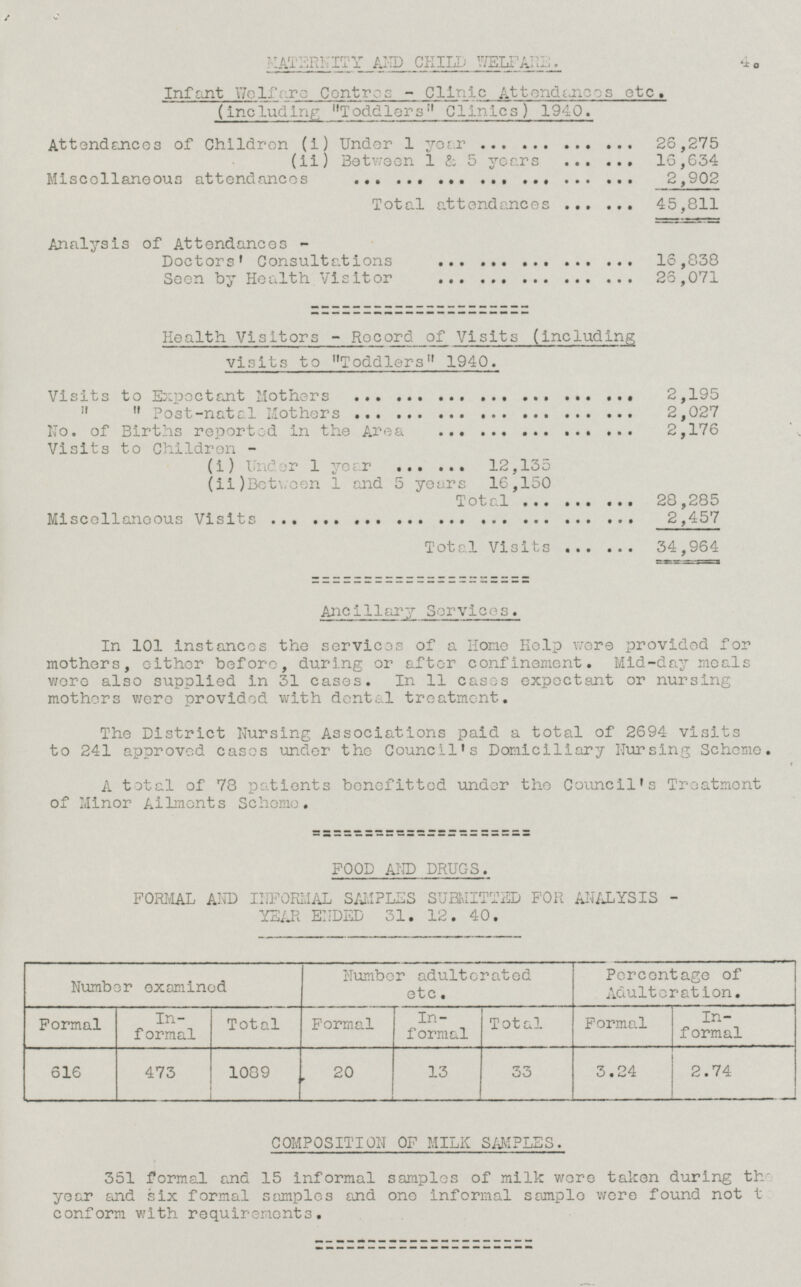 MATERNITY AND CHILD WELFARE. 4.
Infant Welfare Centres - Clinic Attendances etc.
(including "Toddlers" Clinics) 1940.
Attendances of Children (i) Under 1 year ... ... ... ... 26,275
(ii) Between 1 & 5 years ... ... 16,634
Miscellaneous attendances ... ... ... ... ... ... ... 2,902
Total attendances ... ... 45,811
Analysis of Attendances -
Doctors' Consultations ... ... ... ... ... 16,838
Seen by Health Visitor ... ... ... ... ... 26,071
Health Visitors - Record of Visits (including
visits to "Toddlers" 1940.
Visits to Expectant Mothers ... ... ... ... ... ... ... 2,195
" " Post-natal Mothers ... ... ... ... ... ... ... 2,027
No. of Births reported in the Area ... ... ... ... ... 2,176
Visits to Children -
(i) Under 1 year ... ... 12,135
(ii)Between 1 and 5 years 16,150
Total ... ... ... 28,285
Miscellaneous Visits ... ... ... ... ... ... ... ... ... 2,457
Total Visits ... ... 34,964
Ancillary Services.
In 101 instances the services of a Home Help were provided for
mothers, either before, during or after confinement. Mid-day meals
were also supplied in 31 cases. In 11 cases expectant or nursing
mothers were provided with dental treatment.
The District Nursing Associations paid a total of 2694 visits
to 241 approved cases under the Council's Domiciliary Nursing Scheme.
A total of 78 patients benefitted under the Council's Treatment
of Minor Ailments Scheme.
FOOD AND DRUGS.
FORMAL AND INFORMAL SAMPLES SUBMITTED FOR ANALYSIS -
YEAR ENDED 31. 12. 40.
Number examined Number adulterated etc. Percentage of Adulteration.
Formal In-formal Total Formal In-formal Total Formal In-formal
616 473 1089 20 13 33 3.24 2.74
COMPOSITION OF MILK SAMPLES.
351 formal and 15 informal samples of milk were taken during the
year and six formal samples and one informal sample were found not t
conform with requirements.